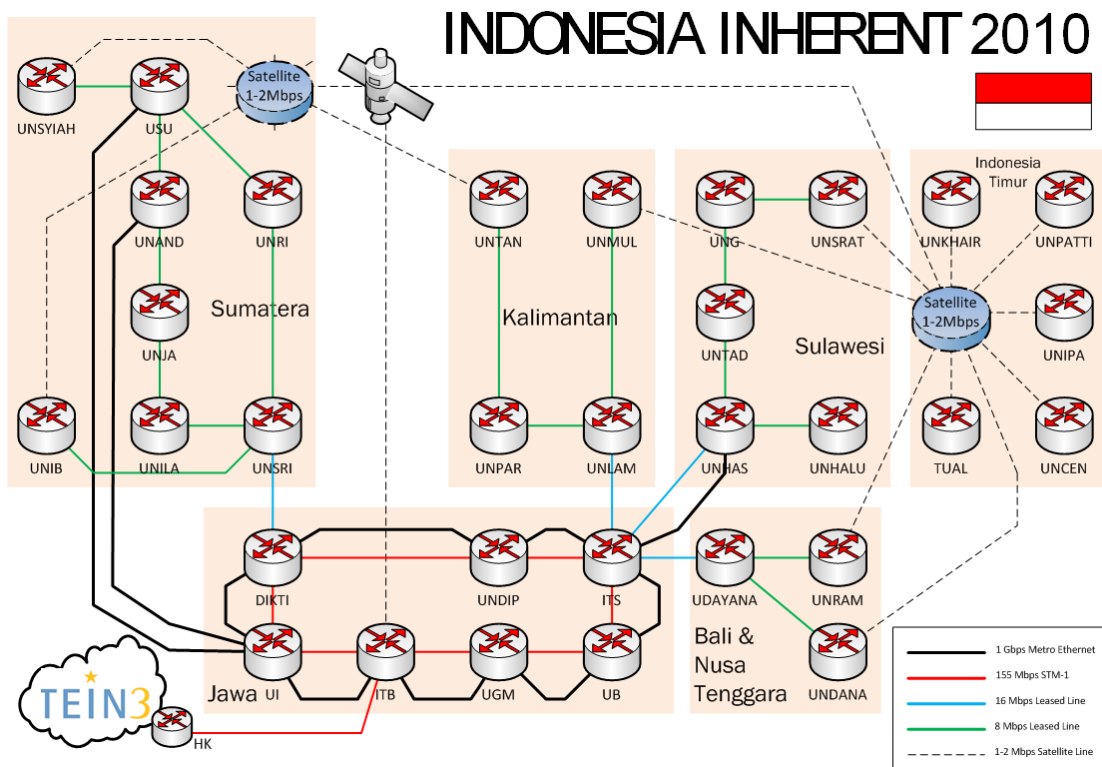 INDONESIA INHERENT 2010
Satellite
1-2Mbps
UNSYIAH
USU
Indonesia
Timur
UNAND
UNRI
UNTAN
UNMUL
UNG
UNSRAT
UNKHAIR
UNPATTI
Sumatera
Kalimantan
Satellite
1-2Mbps
Sulawesi
UNJA
UNTAD
UNIPA
UNIB
UNILA
UNSRI
UNPAR
UNLAM
UNHAS
UNHALU
TUAL
UNCEN
DIKTI
UNDIP
ITS
UDAYANA
UNRAM
Bali &
Nusa
Tenggara
Jawa
UI
ITB
UGM
UB
UNDANA
TEIN3
HK
1 Gbps Metro Ethernet
155 Mbps STM-1
16 Mbps Leased Line
8 Mbps Leased Line
1-2 Mbps Satellite Line